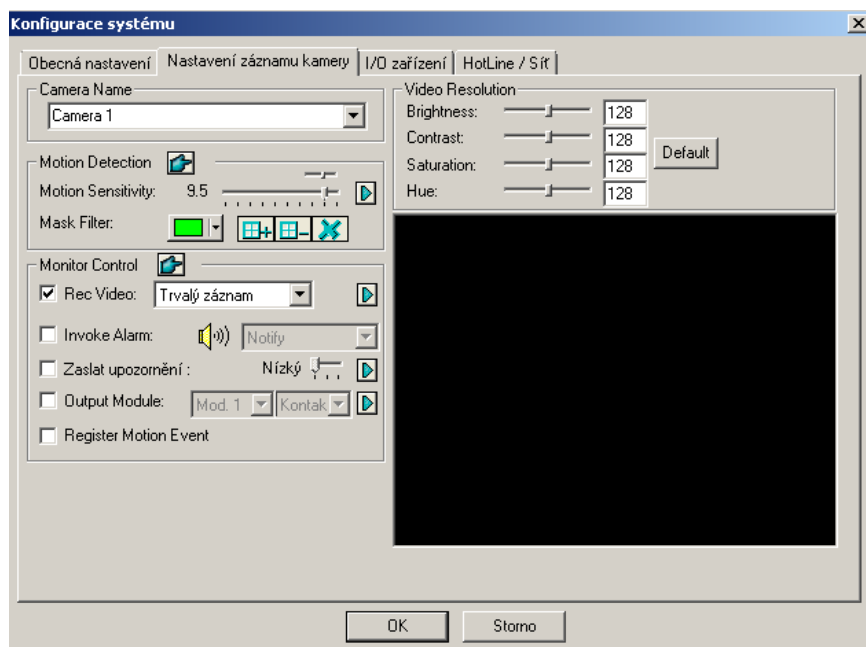 Konfigurace systému
Obecná nastavení
Nastavení záznamu kamery
I/O zařízení
HotLine / Síť
Camera Name
Camera 1
Motion Detection
Motion Sensitivity: 9.5
Mask Filter:
Monitor Control
Rec Video: Trvalý záznam
Invoke Alarm: Notify
Zaslat upozornění : Nízký
Output Module: Mod. 1 Kontak
Register Motion Event
Video Resolution
Brightness: 128
Contrast: 128
Saturation: 128
Hue: 128
Default
OK
Storno